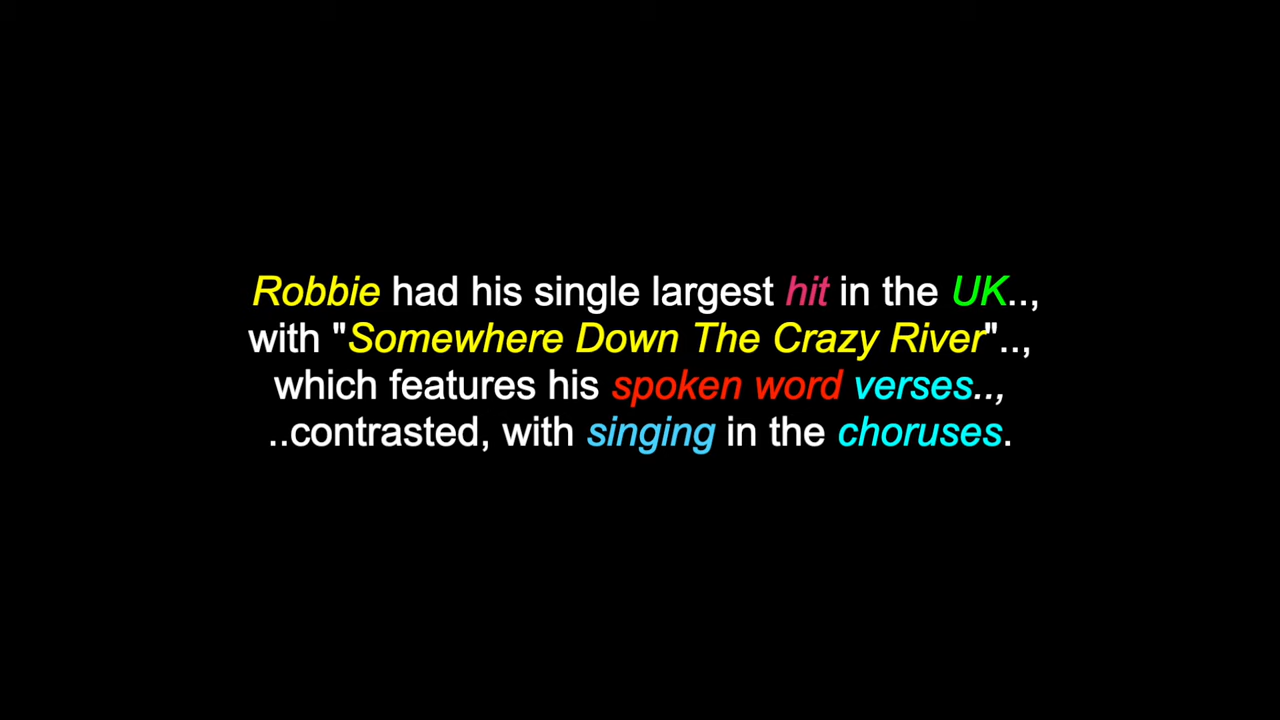 Robbie had his single largest hit in the UK..,
with "Somewhere Down The Crazy River"..,
which features his spoken word verses..,
..contrasted, with singing in the choruses.